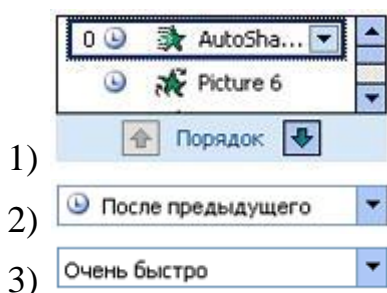 0 AutoSha...
Picture 6
1) Порядок
2) После предыдущего
3) Очень быстро